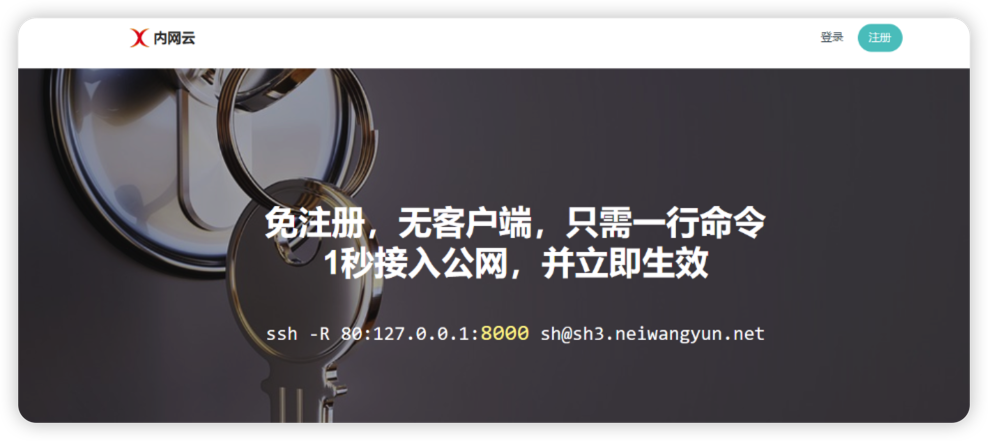 内网云
登录
注册
免注册，无客户端，只需一行命令
1秒接入公网，并立即生效
ssh -R 80:127.0.0.1:8000 sh@sh3.neiwangyun.net